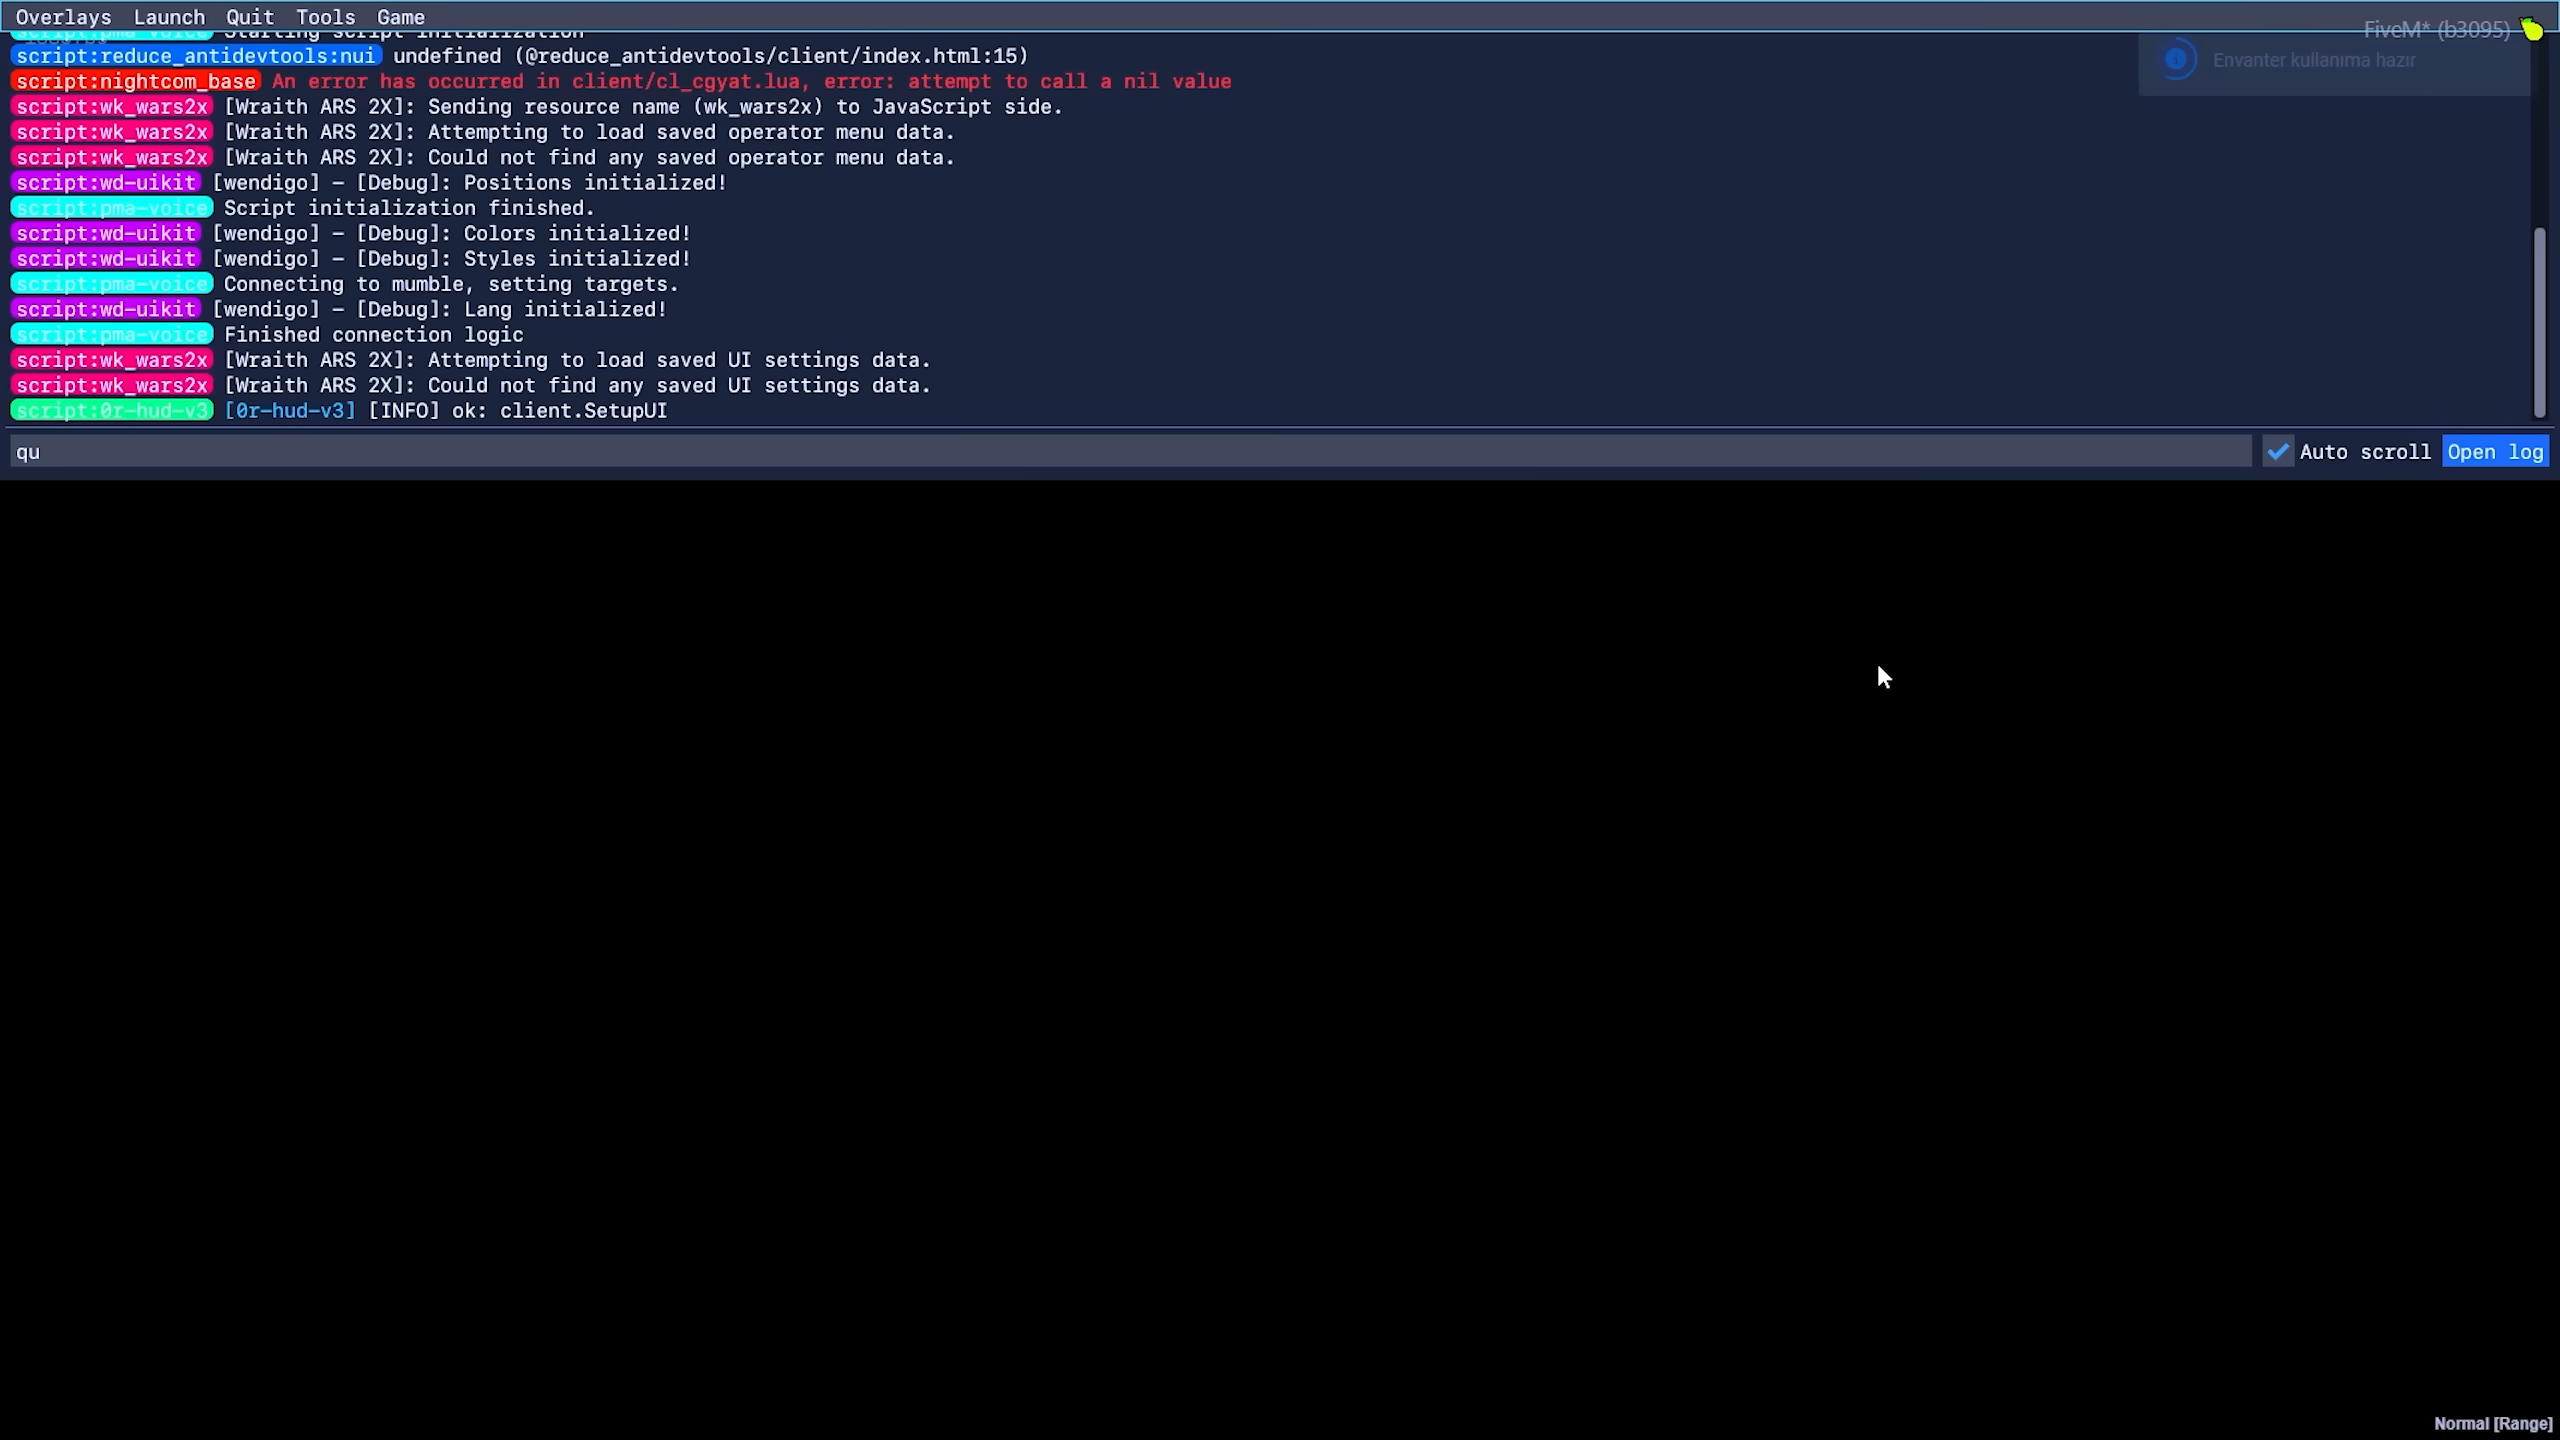 Overlays Launch Quit Tools Game
FiveM* (b3095)
script:pma-voice Starting script initialization
script:reduce_antidevtools:nui undefined (@reduce_antidevtools/client/index.html:15)
Envanter kullanıma hazır
script:nightcom_base An error has occurred in client/cl_cgyat.lua, error: attempt to call a nil value
script:wk_wars2x [Wraith ARS 2X]: Sending resource name (wk_wars2x) to JavaScript side.
script:wk_wars2x [Wraith ARS 2X]: Attempting to load saved operator menu data.
script:wk_wars2x [Wraith ARS 2X]: Could not find any saved operator menu data.
script:wd-uikit [wendigo] - [Debug]: Positions initialized!
script:pma-voice Script initialization finished.
script:wd-uikit [wendigo] - [Debug]: Colors initialized!
script:wd-uikit [wendigo] - [Debug]: Styles initialized!
script:pma-voice Connecting to mumble, setting targets.
script:wd-uikit [wendigo] - [Debug]: Lang initialized!
script:pma-voice Finished connection logic
script:wk_wars2x [Wraith ARS 2X]: Attempting to load saved UI settings data.
script:wk_wars2x [Wraith ARS 2X]: Could not find any saved UI settings data.
script:0r-hud-v3 [0r-hud-v3] [INFO] ok: client.SetupUI
qu
Auto scroll Open log
Normal [Range]